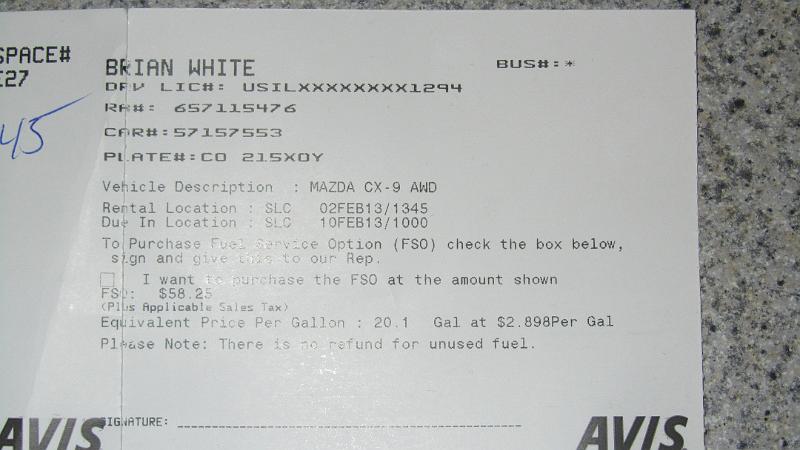 SPACE#
E27
45
BRIAN WHITE BUS#:*
DRV LIC#: USILXXXXXXXXX1294
RA#: 657115476
CAR#:57157553
PLATE#:CO 215XOY
Vehicle Description : MAZDA CX-9 AWD
Rental Location : SLC 02FEB13/1345
Due In Location : SLC 10FEB13/1000
To Purchase Fuel Service Option (FSO) check the box below,
sign and give this to our Rep.
I want to purchase the FSO at the amount shown
FSO: $58.25
(Plus Applicable Sales Tax)
Equivalent Price Per Gallon : 20.1 Gal at $2.898Per Gal
Please Note: There is no refund for unused fuel.
SIGNATURE:
AVIS
AVIS